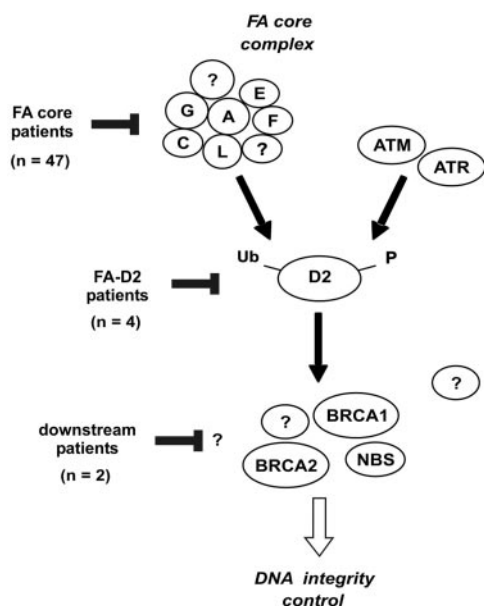 FA core
complex
?
E
G
A
F
C
L
?
FA core
patients
(n = 47)
ATM
ATR
Ub
P
D2
FA-D2
patients
(n = 4)
?
?
BRCA1
downstream
patients
(n = 2)
?
BRCA2
NBS
DNA integrity
control